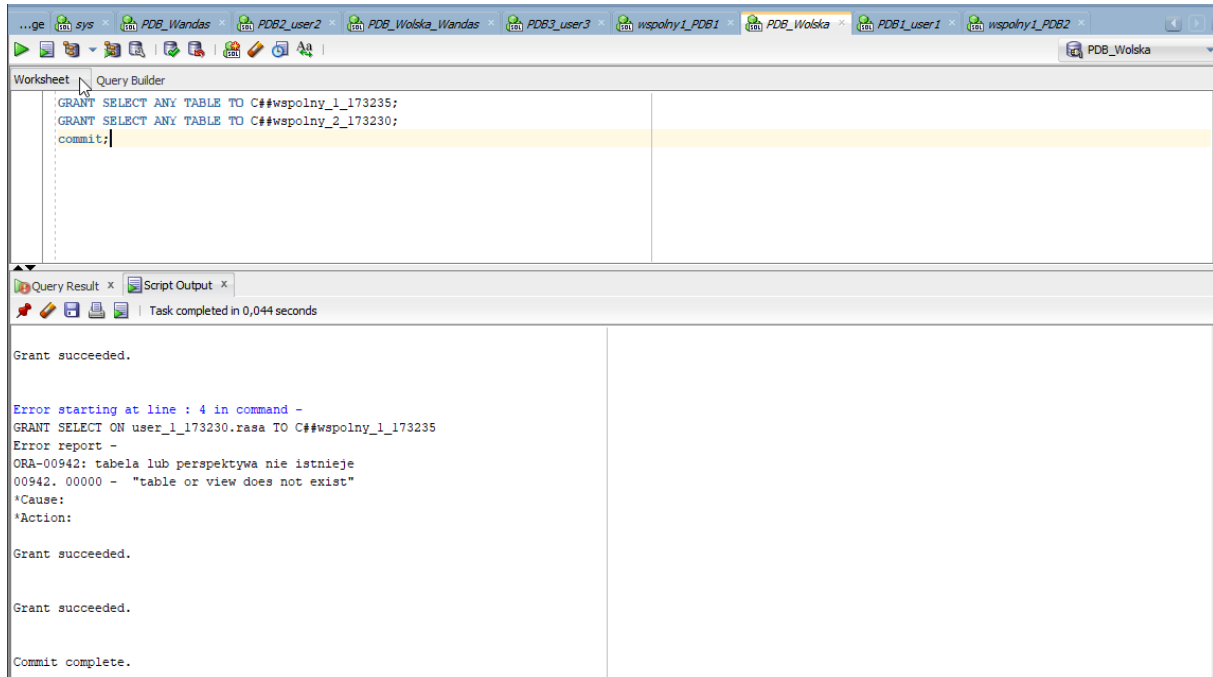 ...ge sys PDB_Wandas PDB2_user2 PDB_Wolska_Wandas PDB3_user3 wspolny1_PDB1 PDB_Wolska PDB1_user1 wspolny1_PDB2
PDB_Wolska
Worksheet Query Builder
GRANT SELECT ANY TABLE TO C##wspolny_1_173235;
GRANT SELECT ANY TABLE TO C##wspolny_2_173230;
commit;
Query Result x Script Output x
Task completed in 0,044 seconds
Grant succeeded.
Error starting at line : 4 in command -
GRANT SELECT ON user_1_173230.rasa TO C##wspolny_1_173235
Error report -
ORA-00942: tabela lub perspektywa nie istnieje
00942. 00000 - "table or view does not exist"
*Cause:
*Action:
Grant succeeded.
Grant succeeded.
Commit complete.